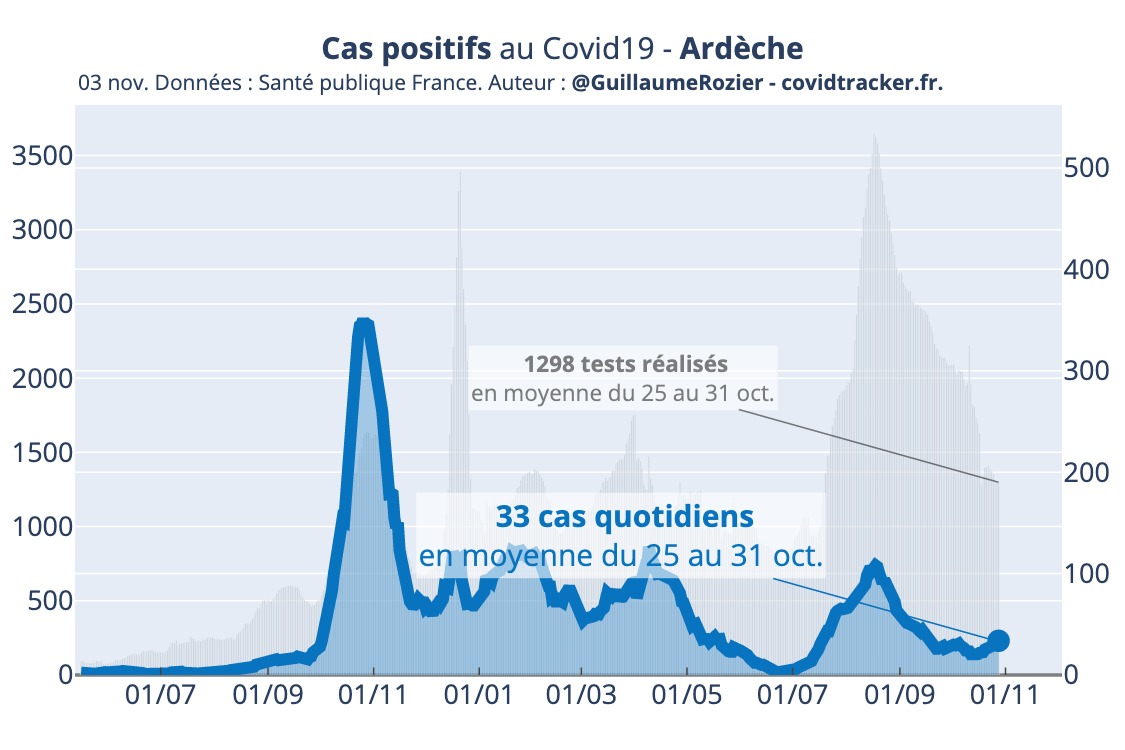 Cas positifs au Covid19 - Ardèche
03 nov. Données : Santé publique France. Auteur : @GuillaumeRozier - covidtracker.fr.
3500
3000
2500
2000
1500
1000
500
0
500
400
300
200
100
0
1298 tests réalisés
en moyenne du 25 au 31 oct.
33 cas quotidiens
en moyenne du 25 au 31 oct.
01/07 01/09 01/11 01/01 01/03 01/05 01/07 01/09 01/11